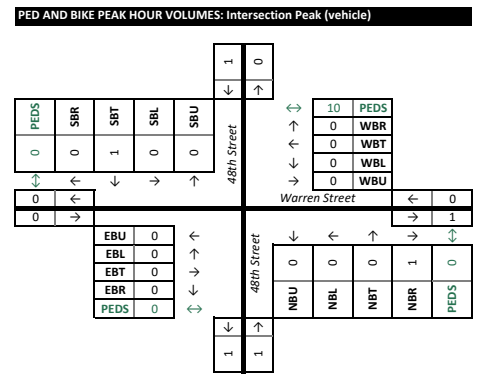 PED AND BIKE PEAK HOUR VOLUMES: Intersection Peak (vehicle)
1 0
↓ ↑
PEDS SBR SBT SBL SBU
0 0 1 0 0
↕ ← ↓ → ↑
48th Street
↔ 10 PEDS
↑ 0 WBR
← 0 WBT
↓ 0 WBL
→ 0 WBU
0 ←
0 →
Warren Street
← 0
→ 1
EBU 0 ←
EBL 0 ↑
EBT 0 →
EBR 0 ↓
PEDS 0 ↔
48th Street
↓ ← ↑ → ↕
0 0 0 1 0
NBU NBL NBT NBR PEDS
↓ ↑
1 1